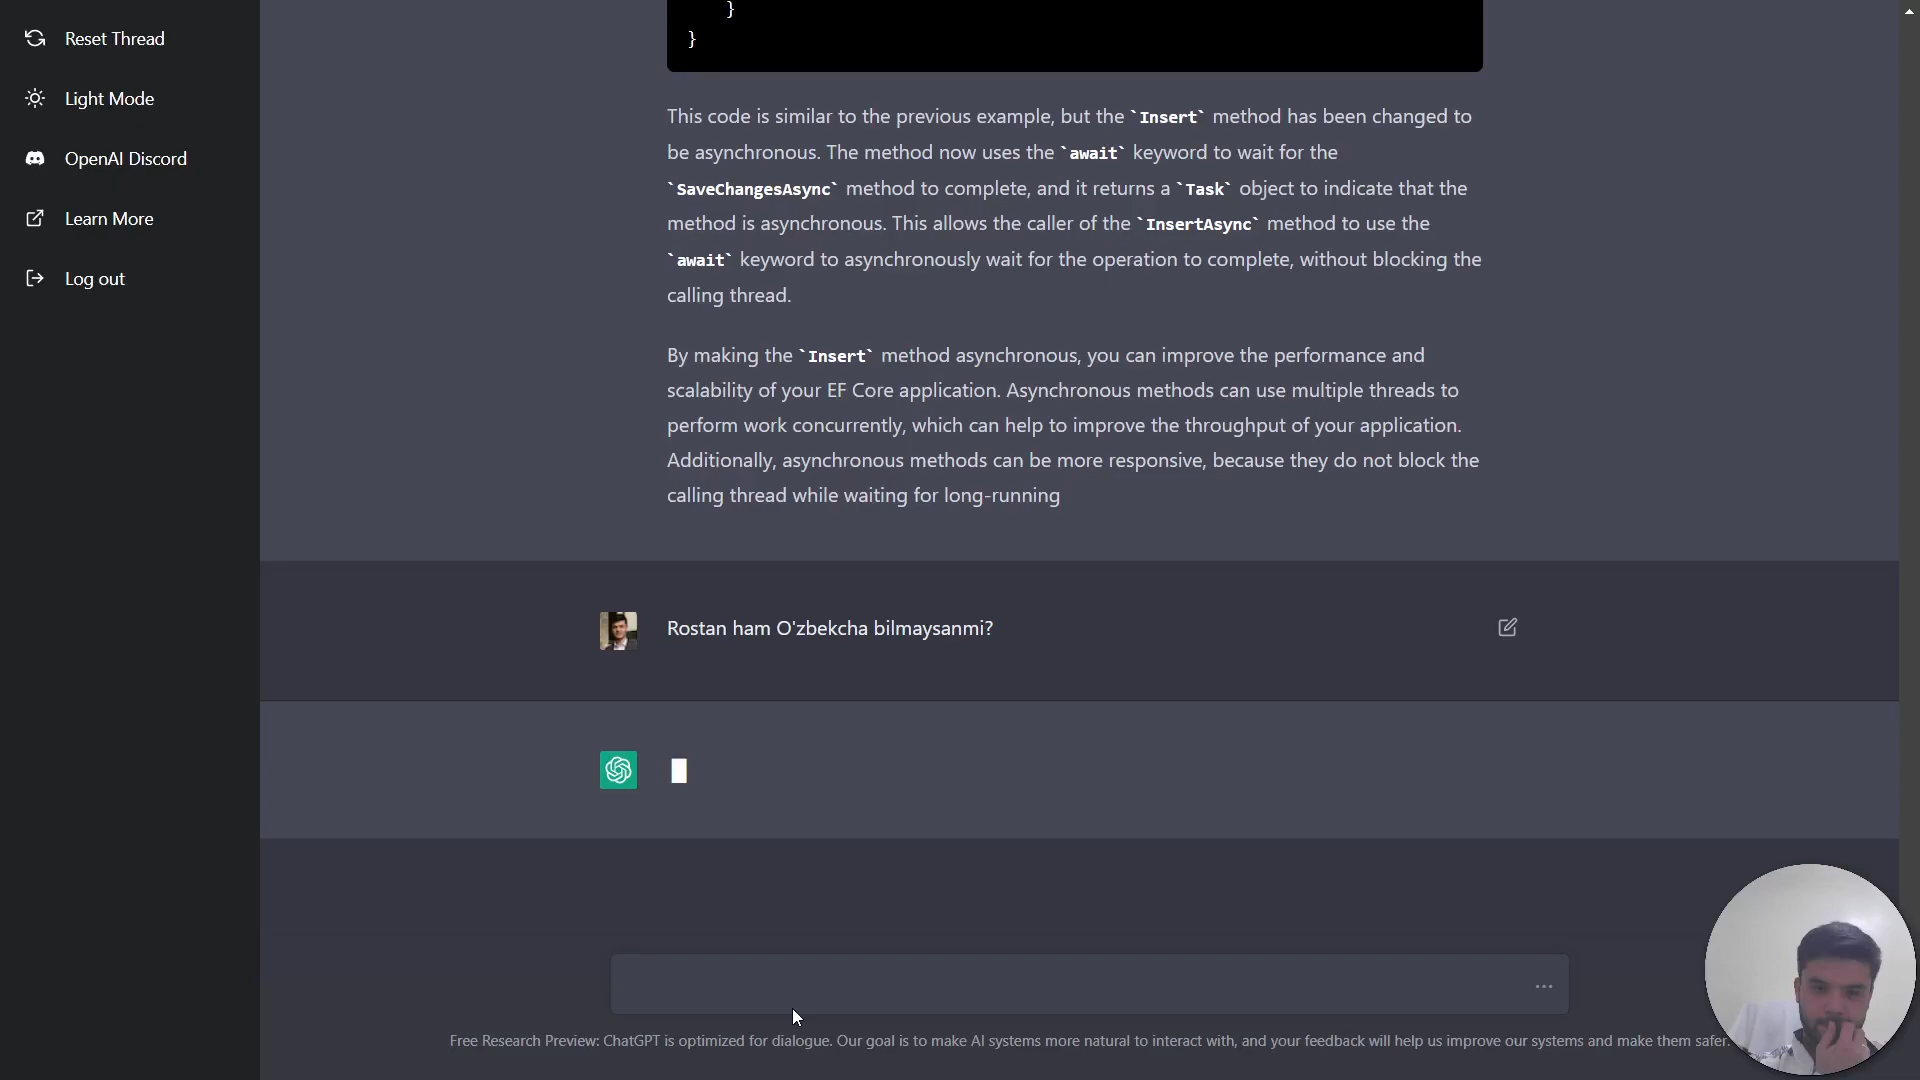 Reset Thread
Light Mode
OpenAI Discord
Learn More
Log out
}
}
This code is similar to the previous example, but the `Insert` method has been changed to
be asynchronous. The method now uses the `await` keyword to wait for the
`SaveChangesAsync` method to complete, and it returns a `Task` object to indicate that the
method is asynchronous. This allows the caller of the `InsertAsync` method to use the
`await` keyword to asynchronously wait for the operation to complete, without blocking the
calling thread.
By making the `Insert` method asynchronous, you can improve the performance and
scalability of your EF Core application. Asynchronous methods can use multiple threads to
perform work concurrently, which can help to improve the throughput of your application.
Additionally, asynchronous methods can be more responsive, because they do not block the
calling thread while waiting for long-running
Rostan ham O'zbekcha bilmaysanmi?
Free Research Preview: ChatGPT is optimized for dialogue. Our goal is to make AI systems more natural to interact with, and your feedback will help us improve our systems and make them safer.